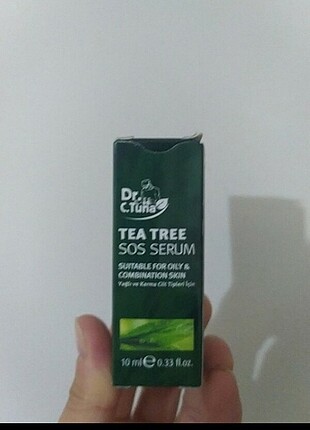 Dr.
C.Tuna
TEA TREE
SOS SERUM
SUITABLE FOR OILY &
COMBINATION SKIN
Yağlı ve Karma Cilt Tipleri İçin
10 ml ℮ 0.33 fl.oz.